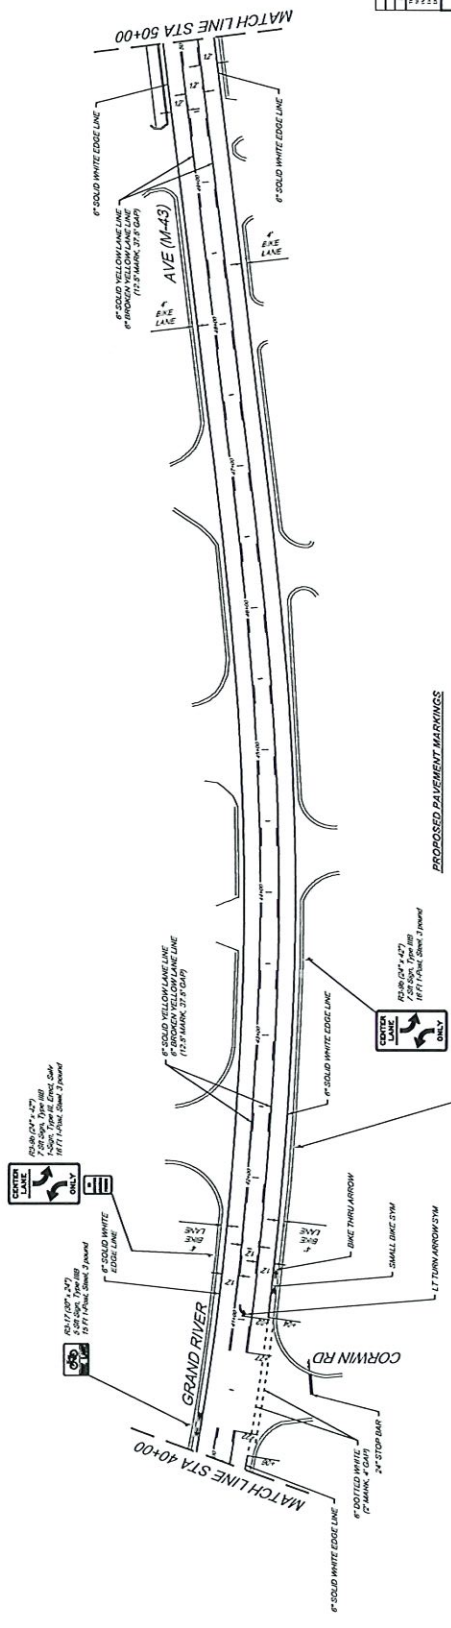 MATCH LINE STA 50+00
6" SOLID WHITE EDGE LINE
6" SOLID YELLOW LANE LINE
6" BROKEN YELLOW LANE LINE
(12.5' MARK, 37.5' GAP)
AVE (M-43)
4'
BIKE
LANE
12'
12'
12'
6" SOLID WHITE EDGE LINE
4'
BIKE
LANE
6" SOLID YELLOW LANE LINE
6" BROKEN YELLOW LANE LINE
(12.5' MARK, 37.5' GAP)
CENTER
LANE
ONLY
R3-9b (24" x 42")
7 Sft Sign, Type IIIB
1-Sign, Type III, Erect, Salv
16 Ft 1-Post, Steel, 3 pound
R3-17 (30" x 24")
5 Sft Sign, Type IIIB
15 Ft 1-Post, Steel, 3 pound
6" SOLID WHITE
EDGE LINE
GRAND RIVER
4'
BIKE
LANE
12'
12'
12'
MATCH LINE STA 40+00
4'
BIKE
LANE
6" SOLID WHITE EDGE LINE
CENTER
LANE
ONLY
R3-9b (24" x 42")
7 Sft Sign, Type IIIB
16 Ft 1-Post, Steel, 3 pound
BIKE THRU ARROW
SMALL BIKE SYM
LT TURN ARROW SYM
CORWIN RD
24" STOP BAR
6" DOTTED WHITE
(2' MARK, 4' GAP)
6" SOLID WHITE EDGE LINE
PROPOSED PAVEMENT MARKINGS